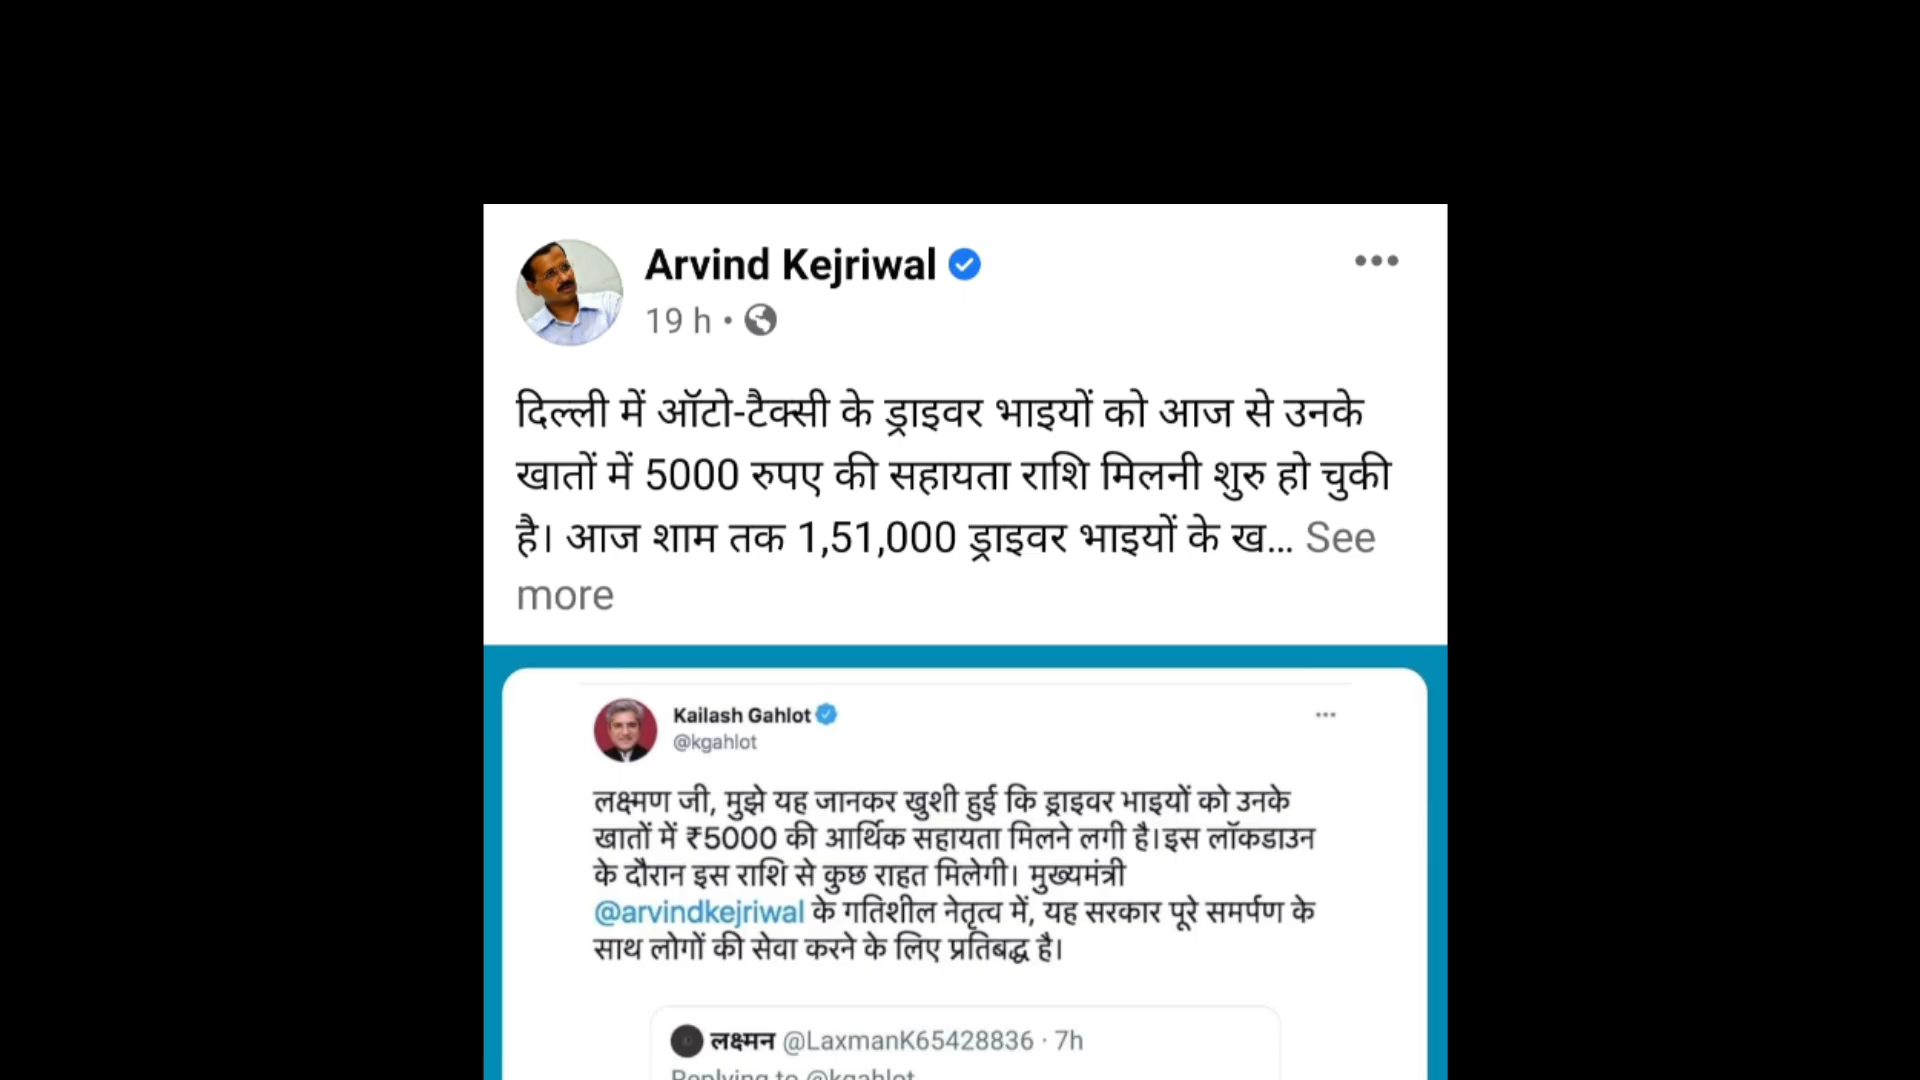 Arvind Kejriwal
19 h •
दिल्ली में ऑटो-टैक्सी के ड्राइवर भाइयों को आज से उनके
खातों में 5000 रुपए की सहायता राशि मिलनी शुरु हो चुकी
है। आज शाम तक 1,51,000 ड्राइवर भाइयों के ख... See
more
Kailash Gahlot
@kgahlot
लक्ष्मण जी, मुझे यह जानकर खुशी हुई कि ड्राइवर भाइयों को उनके
खातों में ₹5000 की आर्थिक सहायता मिलने लगी है।इस लॉकडाउन
के दौरान इस राशि से कुछ राहत मिलेगी। मुख्यमंत्री
@arvindkejriwal के गतिशील नेतृत्व में, यह सरकार पूरे समर्पण के
साथ लोगों की सेवा करने के लिए प्रतिबद्ध है।
लक्ष्मन @LaxmanK65428836 · 7h
Replying to @kgahlot